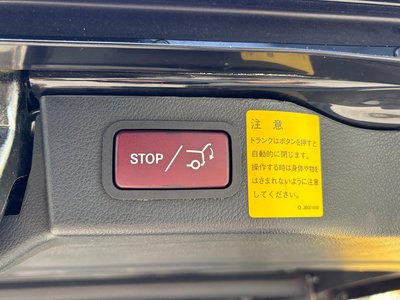 STOP /
注 意
トランクはボタンを押すと
自動的に閉じます。
操作する時は身体や物を
はさまれないように注意
してください。